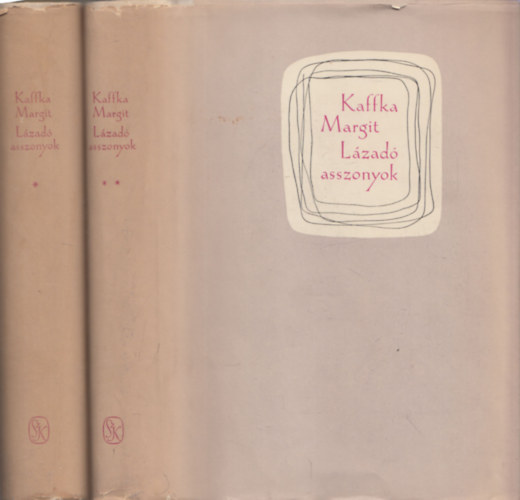 Kaffka
Margit
Lázadó
asszonyok
*
Kaffka
Margit
Lázadó
asszonyok
* *
Kaffka
Margit
Lázadó
asszonyok